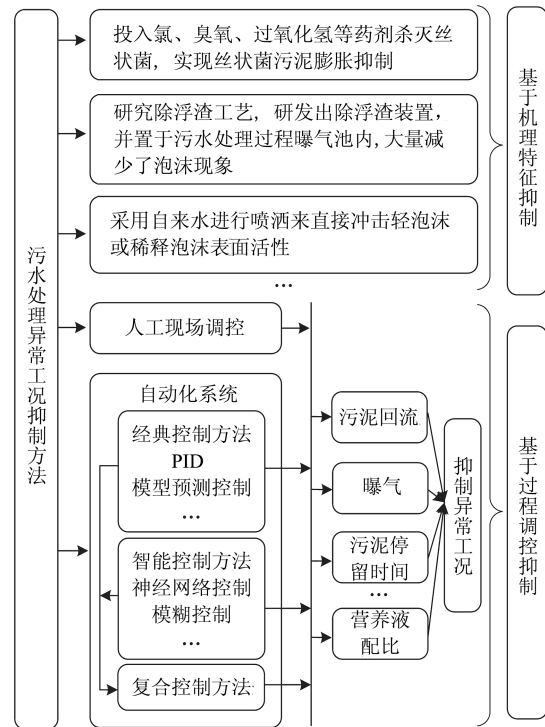 污水处理异常工况抑制方法
投入氯、臭氧、过氧化氢等药剂杀灭丝
状菌，实现丝状菌污泥膨胀抑制
研究除浮渣工艺，研发出除浮渣装置，
并置于污水处理过程曝气池内,大量减
少了泡沫现象
采用自来水进行喷洒来直接冲击轻泡沫
或稀释泡沫表面活性
…
基于机理特征抑制
人工现场调控
自动化系统
经典控制方法
PID
模型预测控制
…
智能控制方法
神经网络控制
模糊控制
…
复合控制方法
污泥回流
曝气
污泥停
留时间
…
营养液
配比
抑制异常工况
基于过程调控抑制